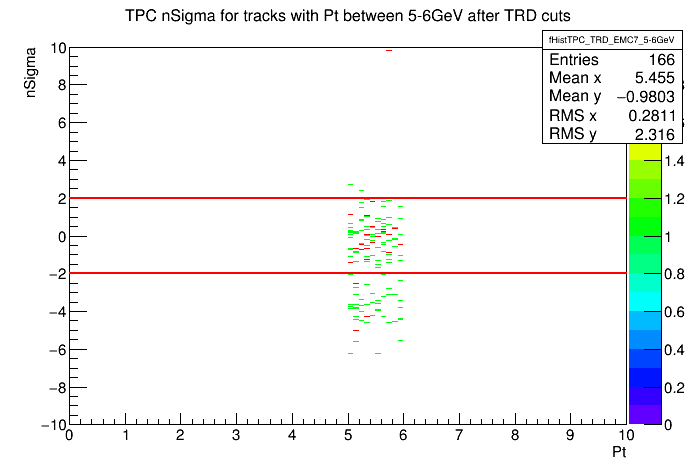 TPC nSigma for tracks with Pt between 5-6GeV after TRD cuts
fHistTPC_TRD_EMC7_5-6GeV
Entries 166
Mean x 5.455
Mean y −0.9803
RMS x 0.2811
RMS y 2.316
nSigma
10
8
6
4
2
0
−2
−4
−6
−8
−10
0 1 2 3 4 5 6 7 8 9 10
Pt
1.4
1.2
1
0.8
0.6
0.4
0.2
0